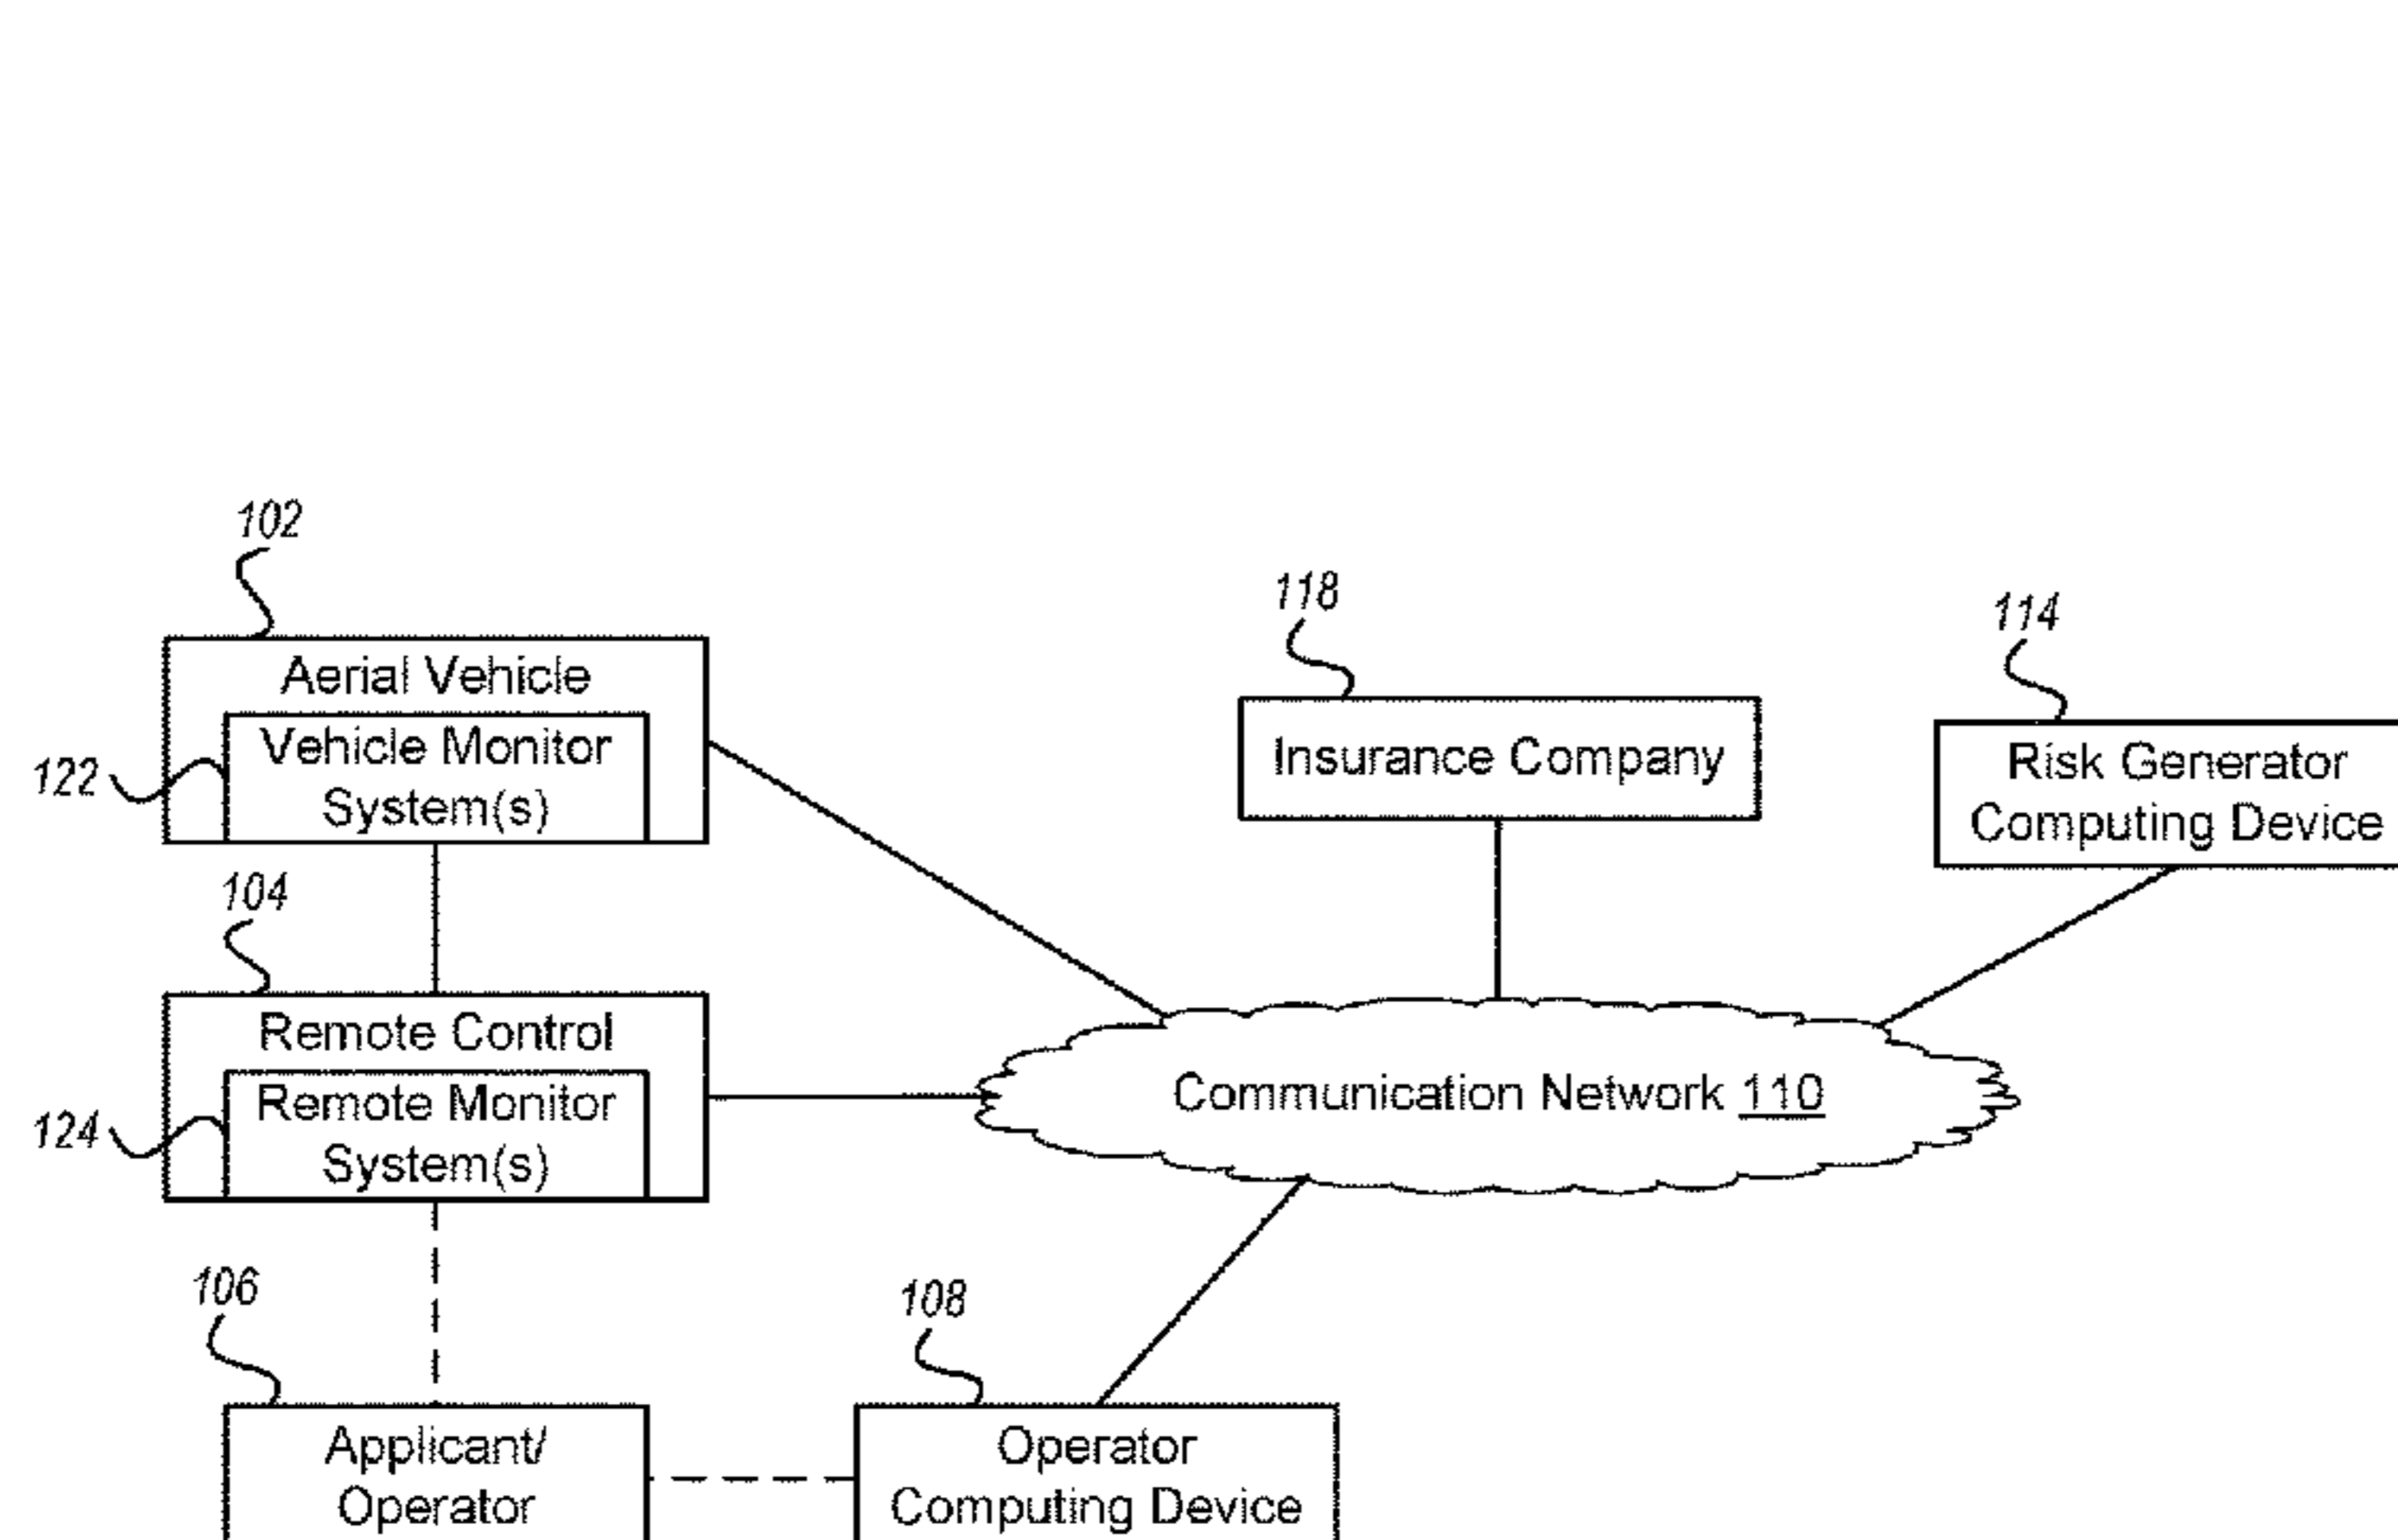 102
118
114
Aerial Vehicle
Vehicle Monitor
System(s)
122
Insurance Company
Risk Generator
Computing Device
104
Remote Control
Remote Monitor
System(s)
124
Communication Network 110
106
108
Applicant/
Operator
Operator
Computing Device